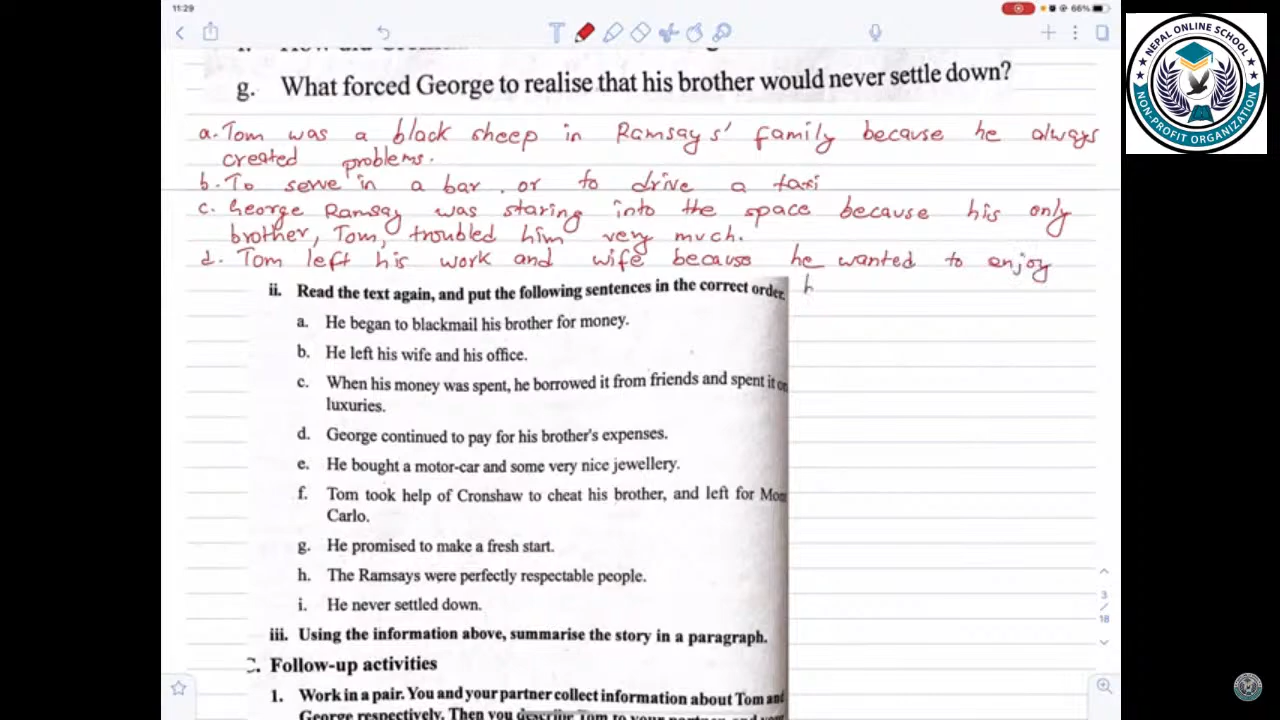 11:29
66%
g. What forced George to realise that his brother would never settle down?
a. Tom was a black sheep in Ramsays' family because he always
created problems.
b. To serve in a bar or to drive a taxi
c. George Ramsay was staring into the space because his only
brother, Tom, troubled him very much.
d. Tom left his work and wife because he wanted to enjoy
h
ii. Read the text again, and put the following sentences in the correct order.
a. He began to blackmail his brother for money.
b. He left his wife and his office.
c. When his money was spent, he borrowed it from friends and spent it on
luxuries.
d. George continued to pay for his brother's expenses.
e. He bought a motor-car and some very nice jewellery.
f. Tom took help of Cronshaw to cheat his brother, and left for Mon
Carlo.
g. He promised to make a fresh start.
h. The Ramsays were perfectly respectable people.
i. He never settled down.
iii. Using the information above, summarise the story in a paragraph.
C. Follow-up activities
1. Work in a pair. You and your partner collect information about Tom and
George respectively. Then you describe Tom to your partner and your
3
/
18
NEPAL ONLINE SCHOOL
NON-PROFIT ORGANIZATION